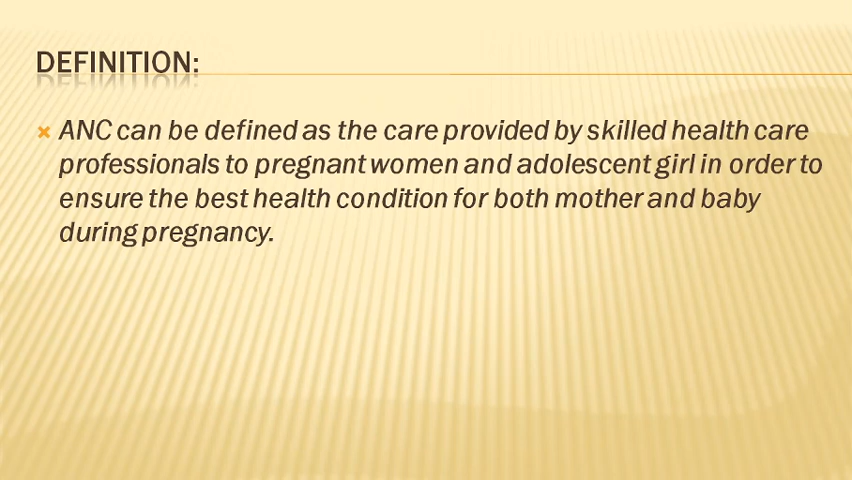 DEFINITION:
ANC can be defined as the care provided by skilled health care
professionals to pregnant women and adolescent girl in order to
ensure the best health condition for both mother and baby
during pregnancy.